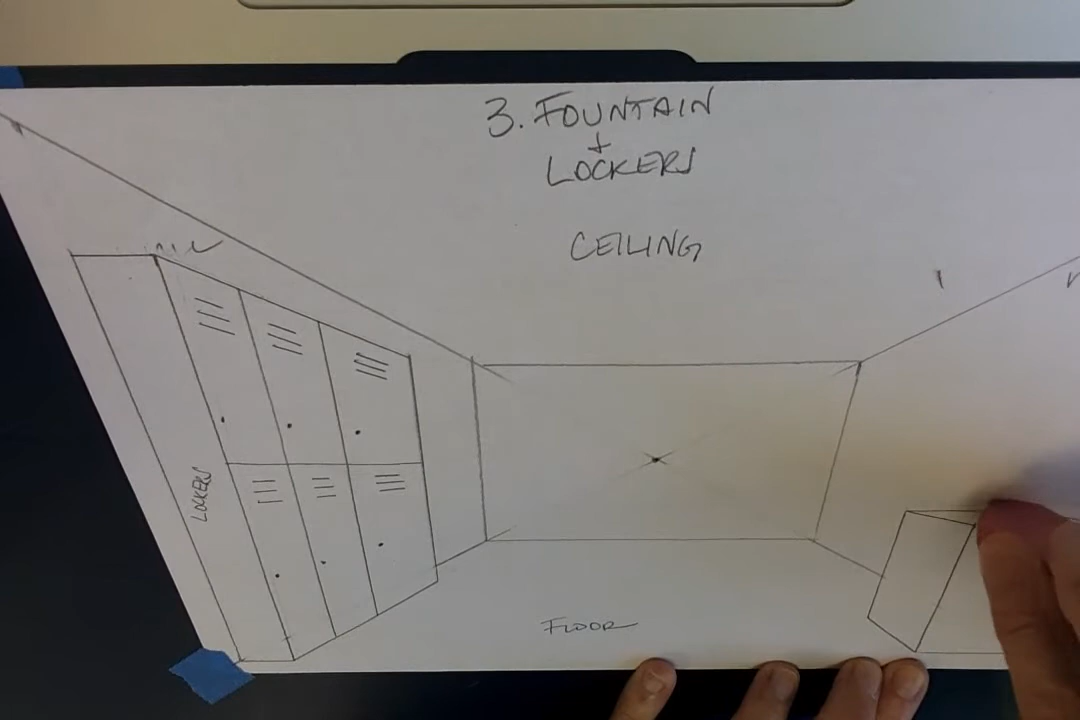 3. FOUNTAIN
+
LOCKERS
CEILING
LOCKERS
FLOOR